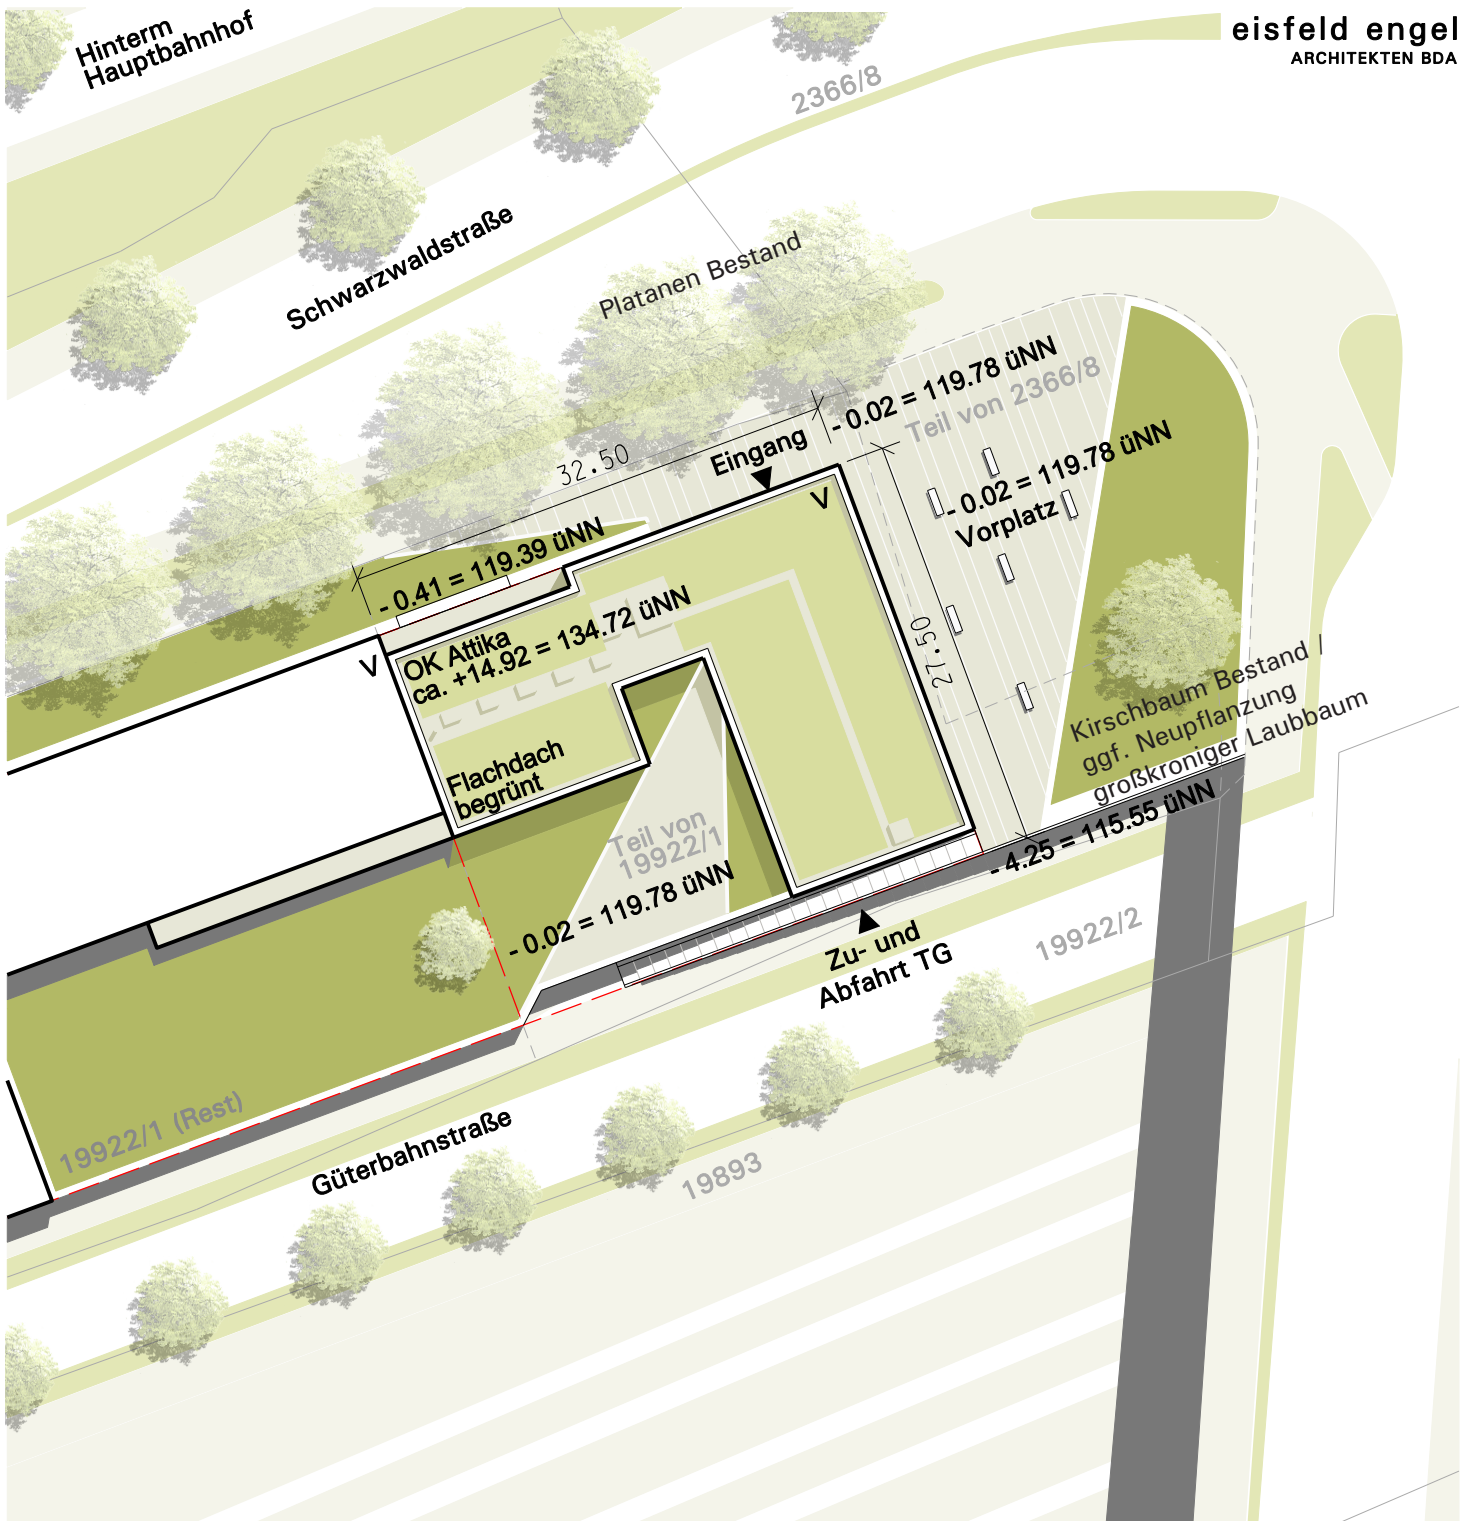 Hinterm
Hauptbahnhof
eisfeld engel
ARCHITEKTEN BDA
2366/8
Schwarzwaldstraße
Platanen Bestand
- 0.02 = 119.78 üNN
Teil von 2366/8
32.50
Eingang
V
- 0.02 = 119.78 üNN
Vorplatz
- 0.41 = 119.39 üNN
V
OK Attika
ca. +14.92 = 134.72 üNN
27.50
Kirschbaum Bestand /
ggf. Neupflanzung
großkroniger Laubbaum
Flachdach
begrünt
Teil von
19922/1
- 4.25 = 115.55 üNN
- 0.02 = 119.78 üNN
Zu- und
Abfahrt TG
19922/2
19922/1 (Rest)
Güterbahnstraße
19893